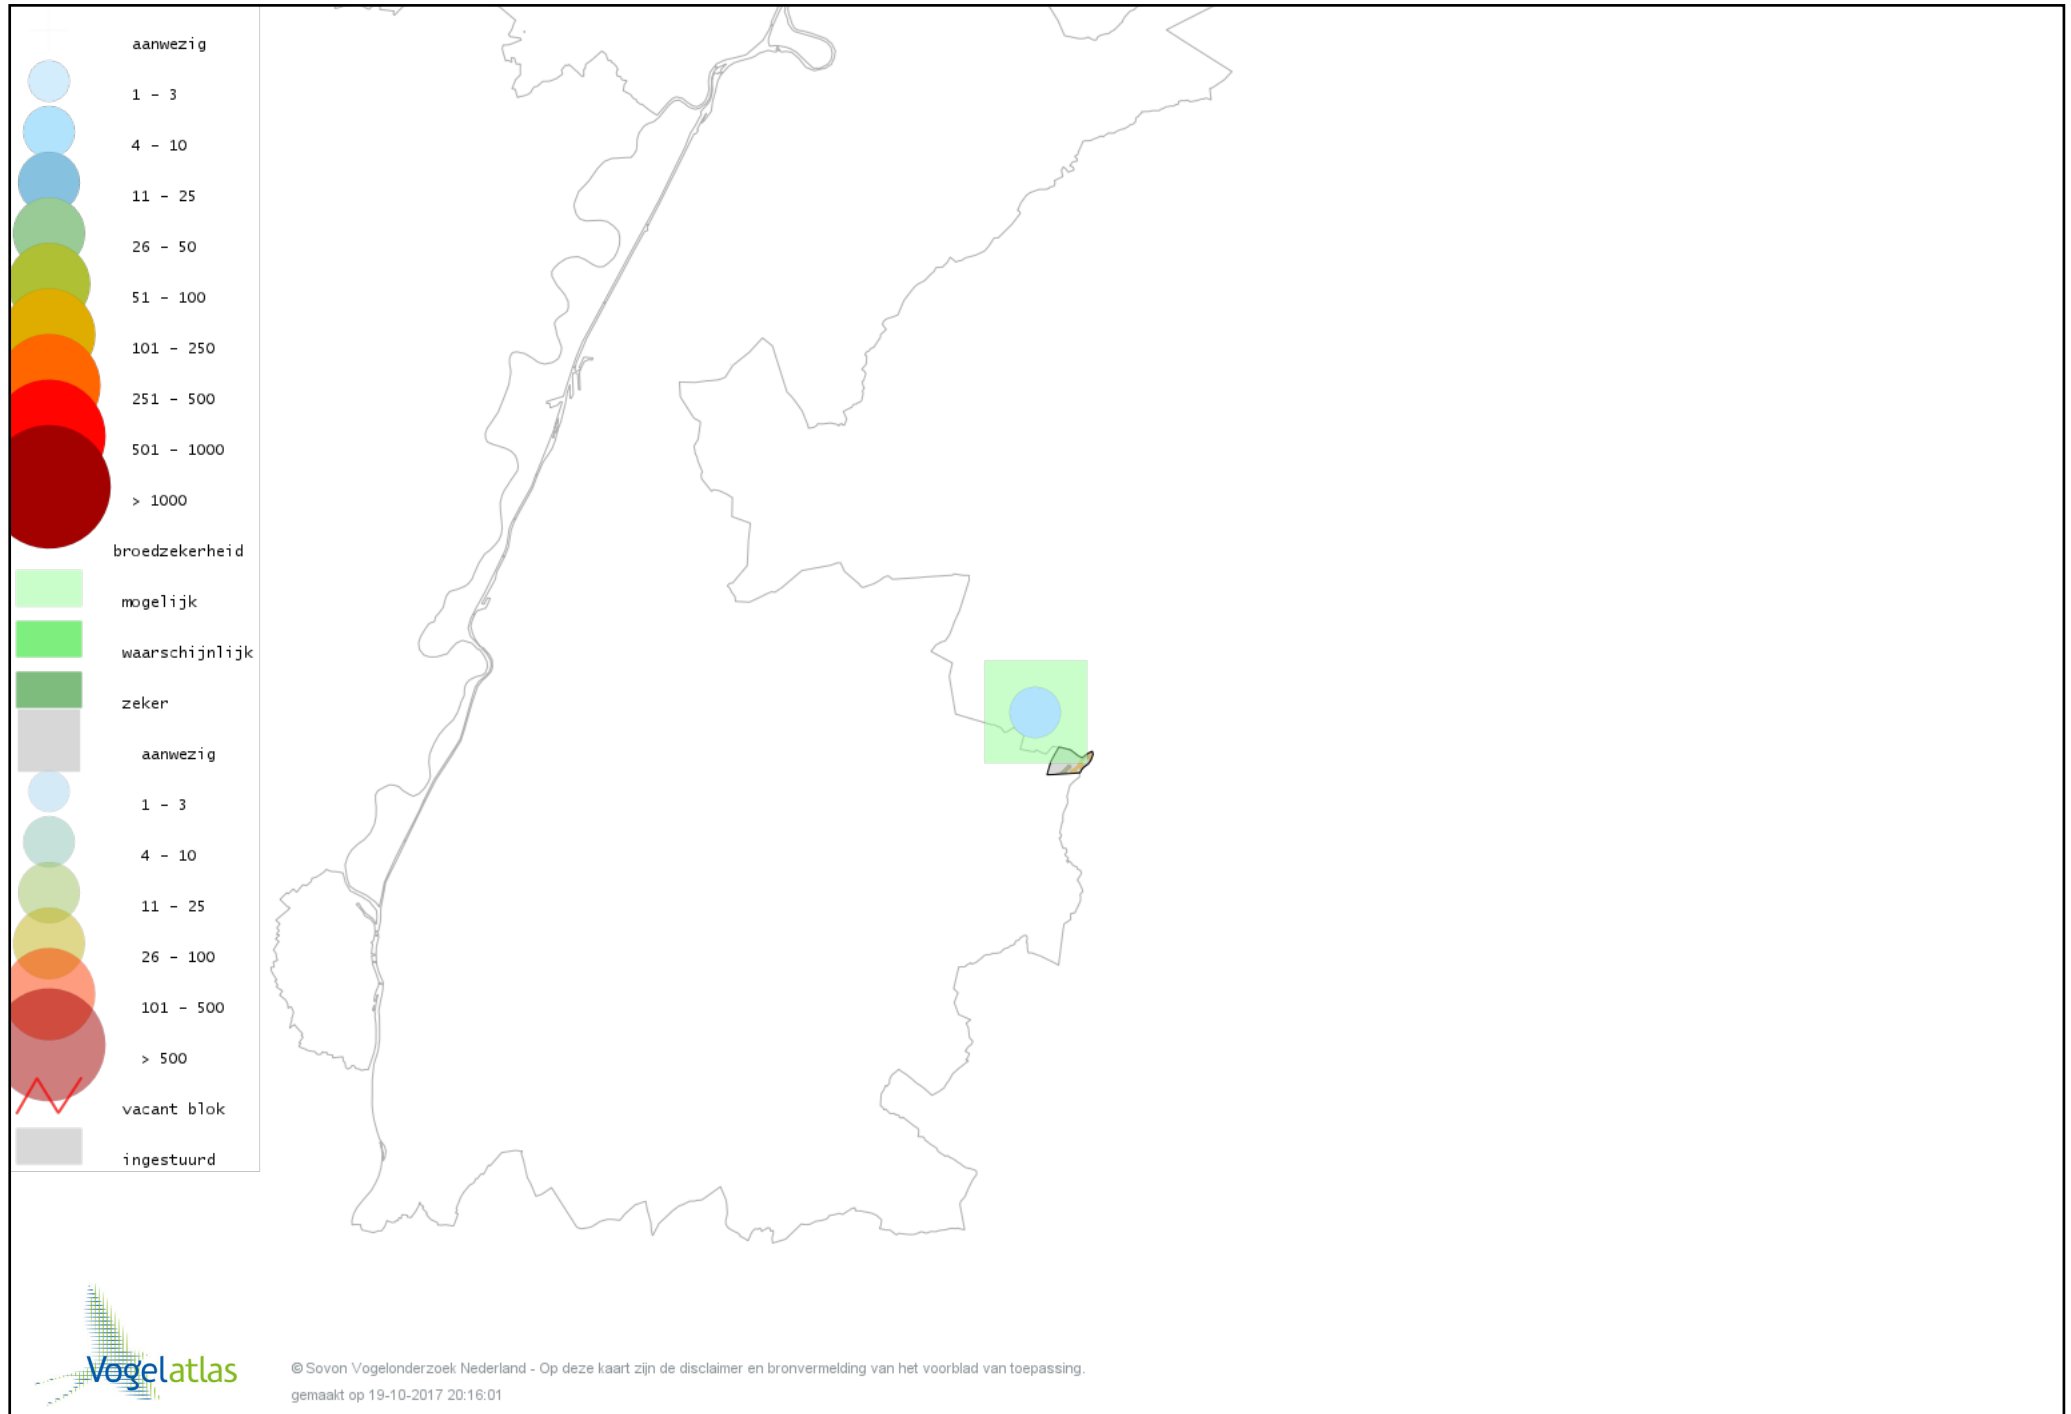 aanwezig
1 - 3
4 - 10
11 - 25
26 - 50
51 - 100
101 - 250
251 - 500
501 - 1000
> 1000
broedzekerheid
mogelijk
waarschijnlijk
zeker
aanwezig
1 - 3
4 - 10
11 - 25
26 - 100
101 - 500
> 500
vacant blok
ingestuurd
Vogelatlas
© Sovon Vogelonderzoek Nederland - Op deze kaart zijn de disclaimer en bronvermelding van het voorblad van toepassing.
gemaakt op 19-10-2017 20:16:01